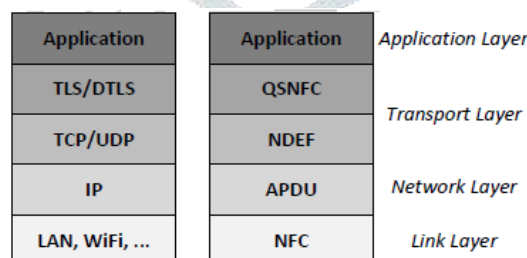 Application Application Application Layer
TLS/DTLS QSNFC
Transport Layer
TCP/UDP NDEF
IP APDU Network Layer
LAN, WiFi, ... NFC Link Layer